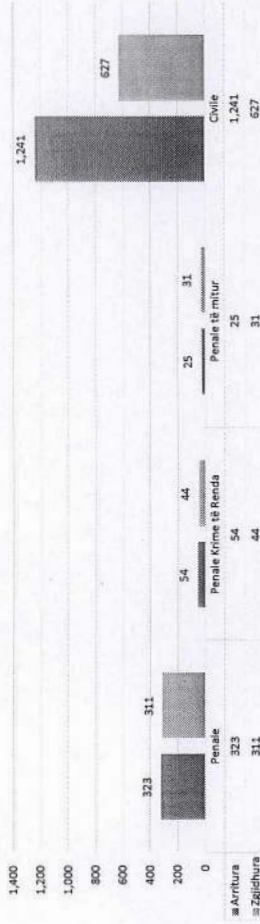 1,400
1,200
1,000
800
600
400
200
0
323
311
54
44
25
31
1,241
627
Penale
Penale Krime të Renda
Penale të mitur
Civile
Arritura 323 54 25 1,241
Zgjidhura 311 44 31 627